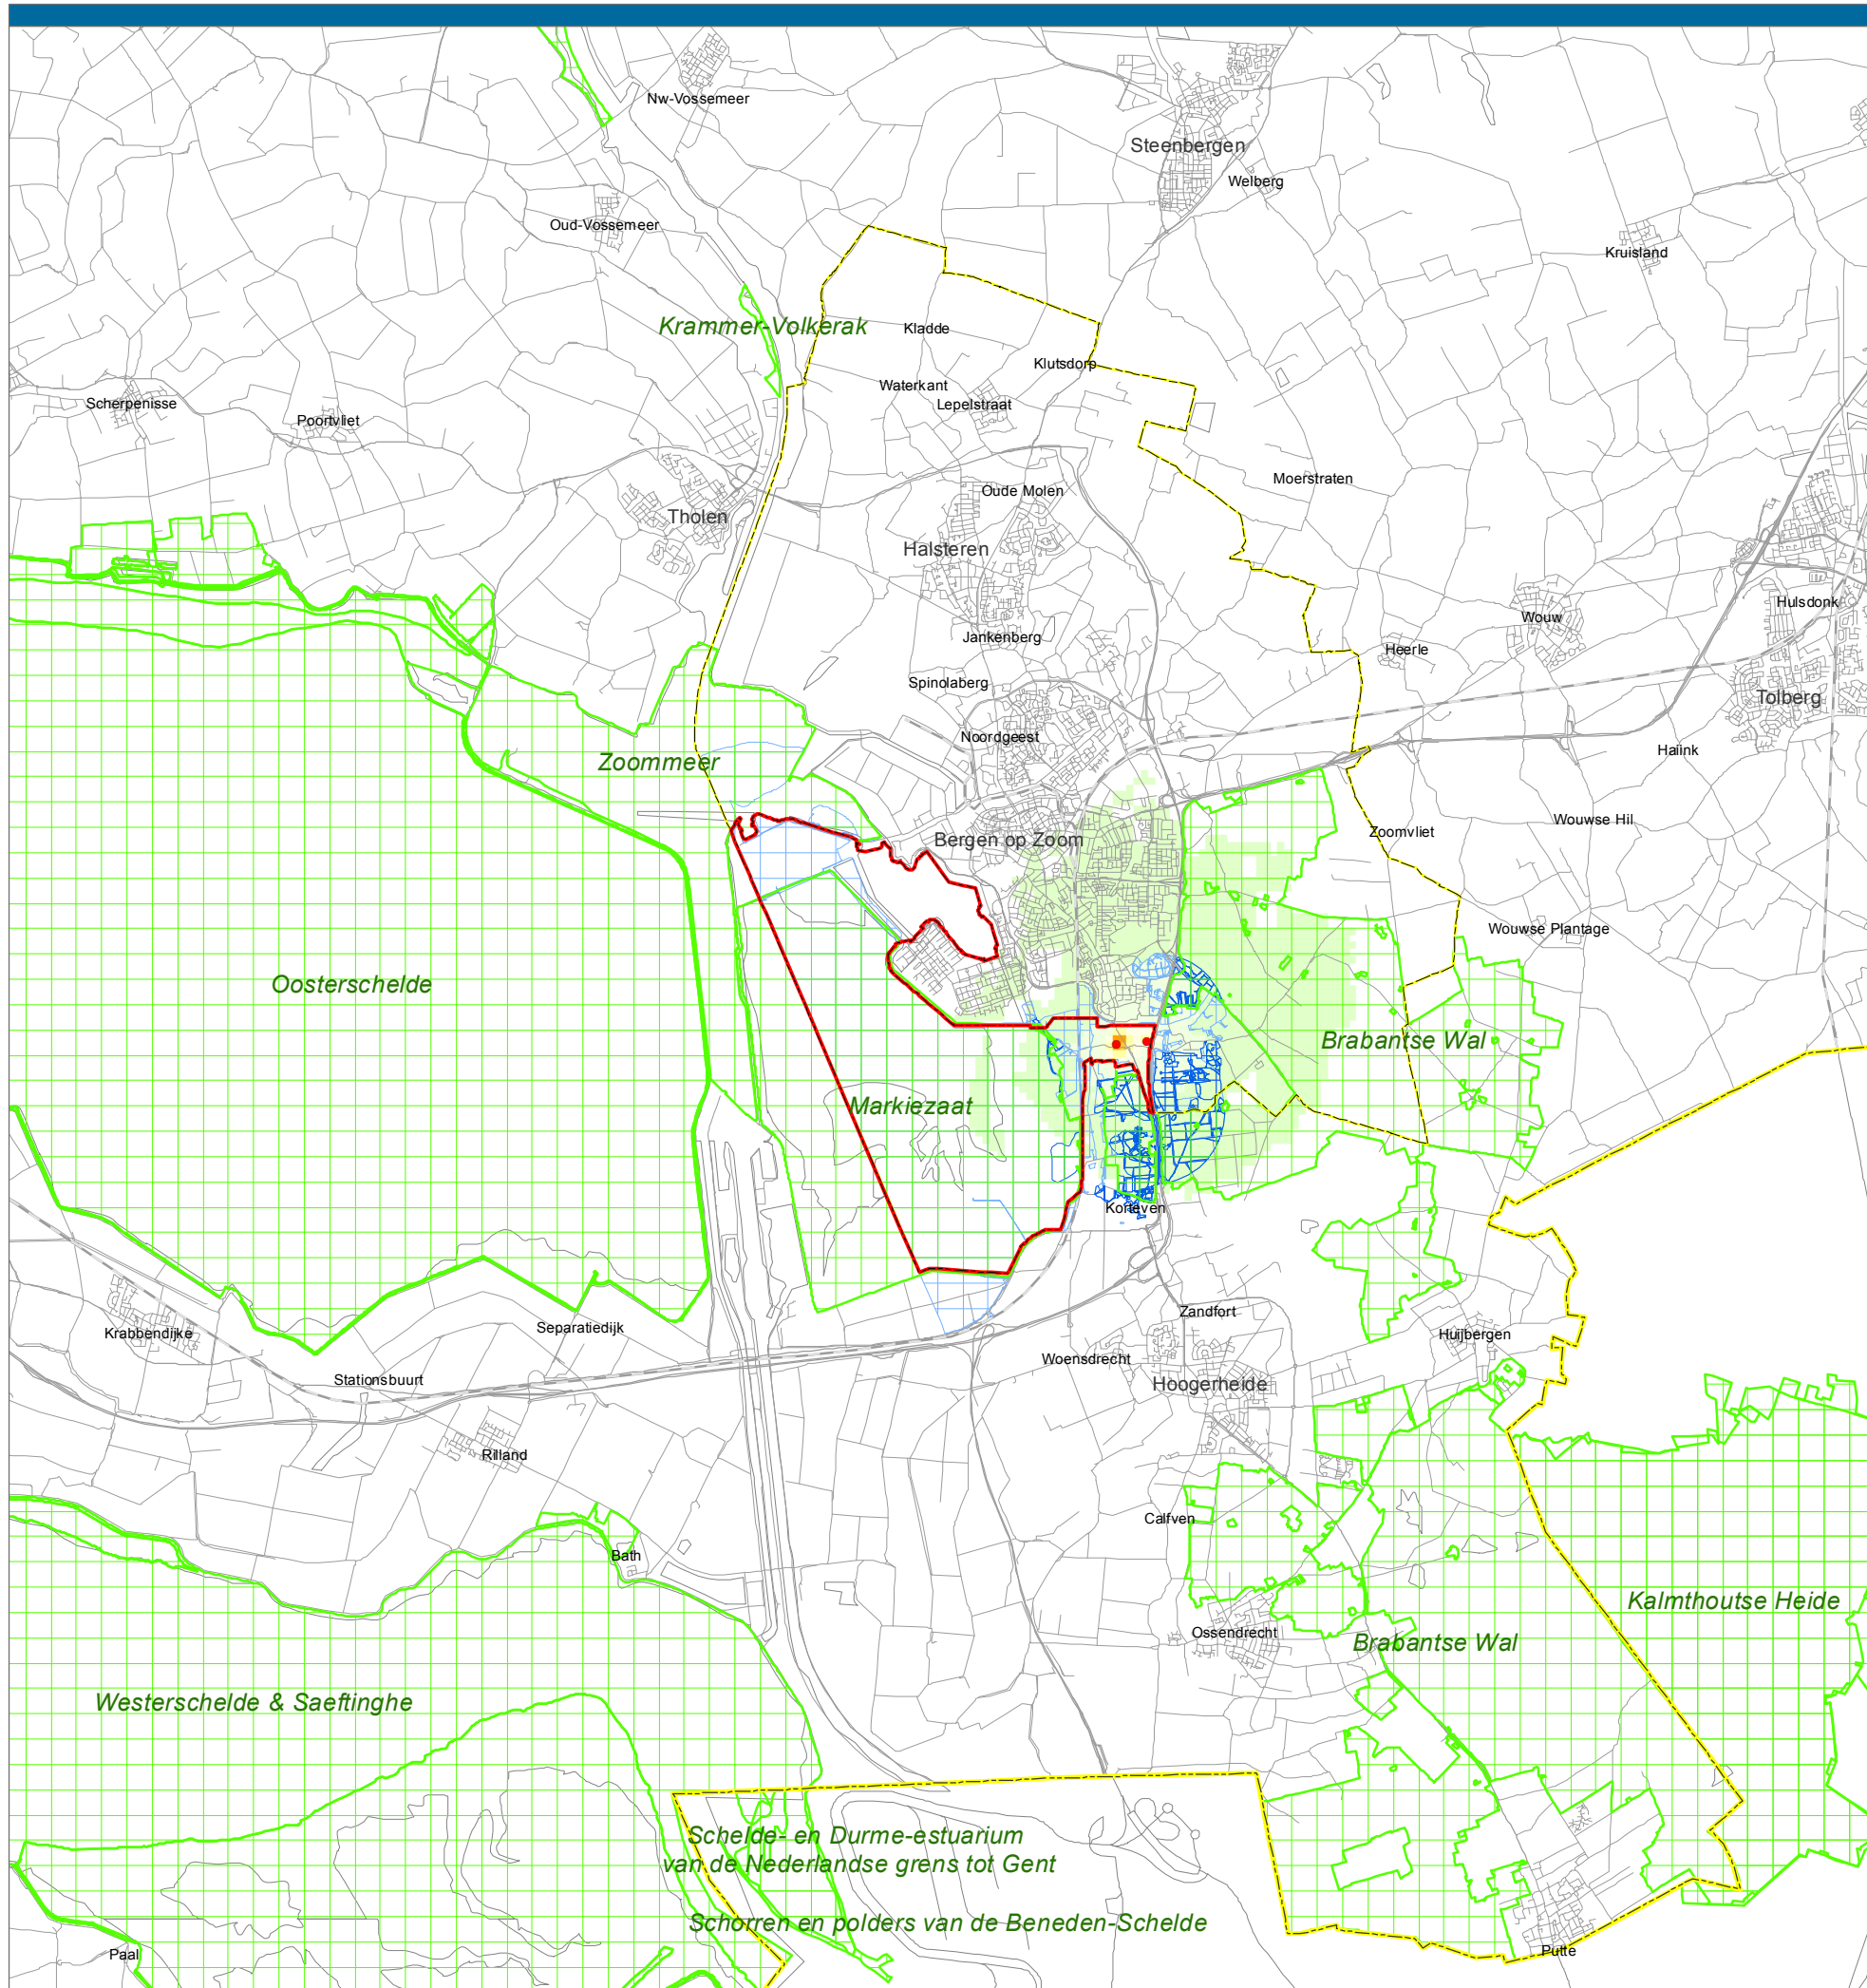 Nw-Vossemeer
Steenbergen
Welberg
Oud-Vossemeer
Kruisland
Krammer-Volkerak
Kladde
Klutsdorp
Waterkant
Lepelstraat
Scherpenisse
Poortvliet
Moerstraten
Oude Molen
Tholen
Halsteren
Hulsdonk
Wouw
Jankenberg
Heerle
Spinolaberg
Tolberg
Noordgeest
Haiink
Zoommeer
Wouwse Hil
Zoomvliet
Bergen op Zoom
Wouwse Plantage
Oosterschelde
Brabantse Wal
Markiezaat
Korteven
Zandfort
Separatiedijk
Krabbendijke
Huijbergen
Woensdrecht
Stationsbuurt
Hoogerheide
Rilland
Calfven
Bath
Kalmthoutse Heide
Ossendrecht
Brabantse Wal
Westerschelde & Saeftinghe
Schelde- en Durme-estuarium
van de Nederlandse grens tot Gent
Schorren en polders van de Beneden-Schelde
Putte
Paal